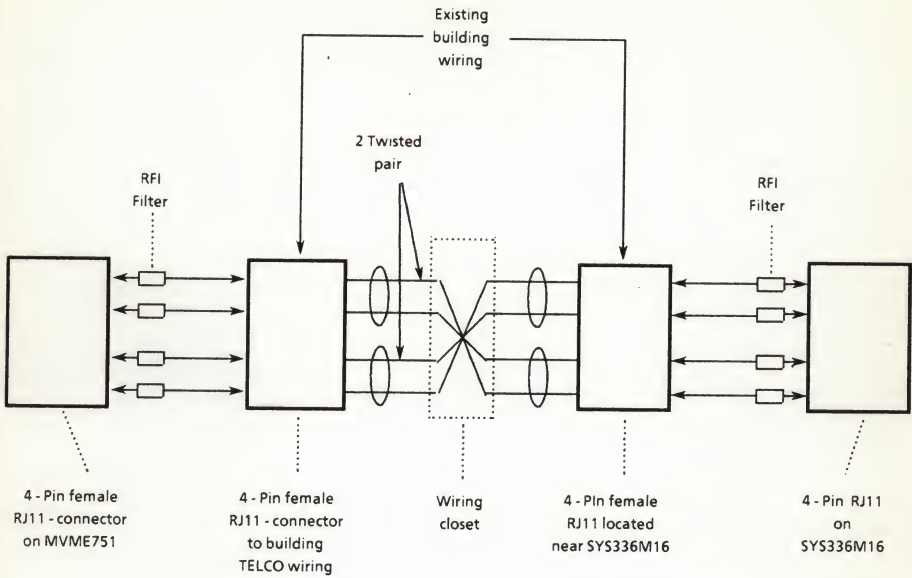 Existing
building
wiring
2 Twisted
pair
RFI
Filter
RFI
Filter
4 - Pin female
RJ11 - connector
on MVME751
4 - Pin female
RJ11 - connector
to building
TELCO wiring
Wiring
closet
4 - PIn female
RJ11 located
near SYS336M16
4 - Pin RJ11
on
SYS336M16